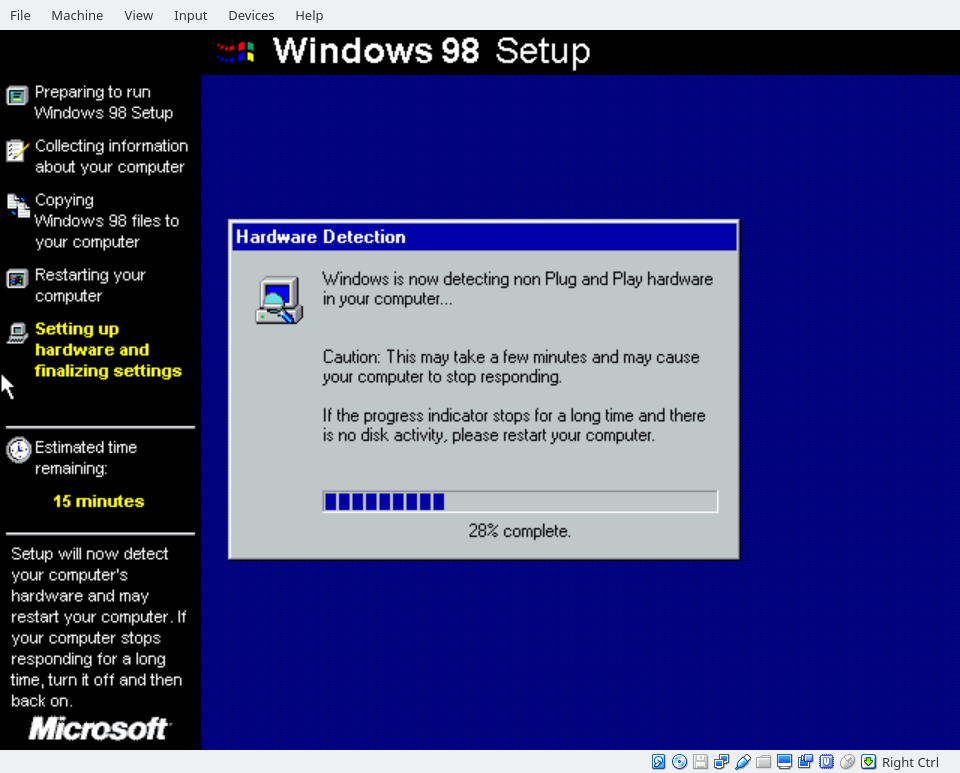 File Machine View Input Devices Help
Windows 98 Setup
Preparing to run
Windows 98 Setup
Collecting information
about your computer
Copying
Windows 98 files to
your computer
Restarting your
computer
Setting up
hardware and
finalizing settings
Estimated time
remaining:
15 minutes
Setup will now detect
your computer's
hardware and may
restart your computer. If
your computer stops
responding for a long
time, turn it off and then
back on.
Microsoft
Hardware Detection
Windows is now detecting non Plug and Play hardware
in your computer...
Caution: This may take a few minutes and may cause
your computer to stop responding.
If the progress indicator stops for a long time and there
is no disk activity, please restart your computer.
28% complete.
Right Ctrl